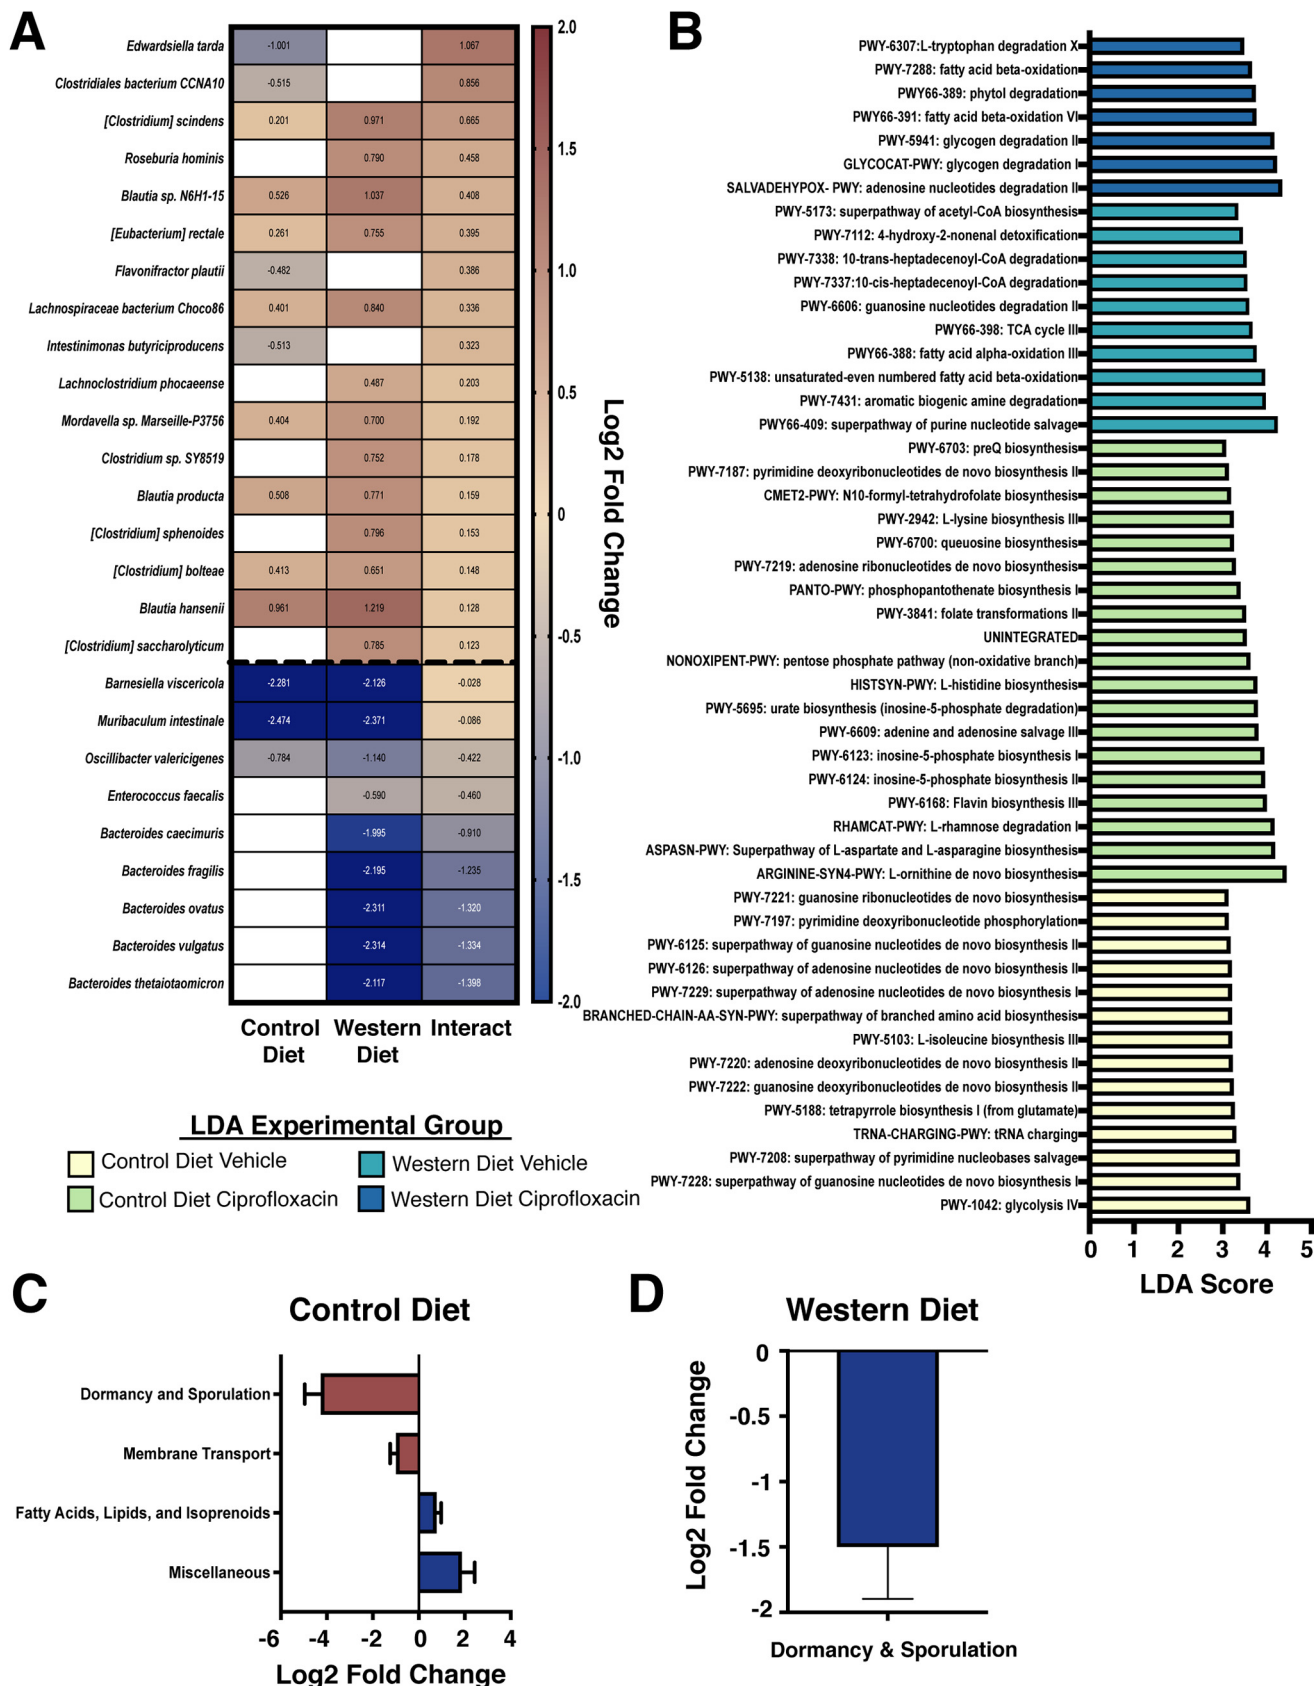 A
Edwardsiella tarda -1.001 1.067
Clostridiales bacterium CCNA10 -0.515 0.856
[Clostridium] scindens 0.201 0.971 0.665
Roseburia hominis 0.790 0.458
Blautia sp. N6H1-15 0.526 1.037 0.408
[Eubacterium] rectale 0.261 0.755 0.395
Flavonifractor plautii -0.482 0.386
Lachnospiraceae bacterium Choco86 0.401 0.840 0.336
Intestinimonas butyriciproducens -0.513 0.323
Lachnoclostridium phocaeense 0.487 0.203
Mordavella sp. Marseille-P3756 0.404 0.700 0.192
Clostridium sp. SY8519 0.752 0.178
Blautia producta 0.508 0.771 0.159
[Clostridium] sphenoides 0.796 0.153
[Clostridium] bolteae 0.413 0.651 0.148
Blautia hansenii 0.961 1.219 0.128
[Clostridium] saccharolyticum 0.785 0.123
Barnesiella viscericola -2.281 -2.126 -0.028
Muribaculum intestinale -2.474 -2.371 -0.086
Oscillibacter valericigenes -0.784 -1.140 -0.422
Enterococcus faecalis -0.590 -0.460
Bacteroides caecimuris -1.995 -0.910
Bacteroides fragilis -2.195 -1.235
Bacteroides ovatus -2.311 -1.320
Bacteroides vulgatus -2.314 -1.334
Bacteroides thetaiotaomicron -2.117 -1.398
Control Diet
Western Diet
Interact
2.0
1.5
1.0
0.5
0
-0.5
-1.0
-1.5
-2.0
Log2 Fold Change
B
PWY-6307:L-tryptophan degradation X
PWY-7288: fatty acid beta-oxidation
PWY66-389: phytol degradation
PWY66-391: fatty acid beta-oxidation VI
PWY-5941: glycogen degradation II
GLYCOCAT-PWY: glycogen degradation I
SALVADEHYPOX- PWY: adenosine nucleotides degradation II
PWY-5173: superpathway of acetyl-CoA biosynthesis
PWY-7112: 4-hydroxy-2-nonenal detoxification
PWY-7338: 10-trans-heptadecenoyl-CoA degradation
PWY-7337:10-cis-heptadecenoyl-CoA degradation
PWY-6606: guanosine nucleotides degradation II
PWY66-398: TCA cycle III
PWY66-388: fatty acid alpha-oxidation III
PWY-5138: unsaturated-even numbered fatty acid beta-oxidation
PWY-7431: aromatic biogenic amine degradation
PWY66-409: superpathway of purine nucleotide salvage
PWY-6703: preQ biosynthesis
PWY-7187: pyrimidine deoxyribonucleotides de novo biosynthesis II
CMET2-PWY: N10-formyl-tetrahydrofolate biosynthesis
PWY-2942: L-lysine biosynthesis III
PWY-6700: queuosine biosynthesis
PWY-7219: adenosine ribonucleotides de novo biosynthesis
PANTO-PWY: phosphopantothenate biosynthesis I
PWY-3841: folate transformations II
UNINTEGRATED
NONOXIPENT-PWY: pentose phosphate pathway (non-oxidative branch)
HISTSYN-PWY: L-histidine biosynthesis
PWY-5695: urate biosynthesis (inosine-5-phosphate degradation)
PWY-6609: adenine and adenosine salvage III
PWY-6123: inosine-5-phosphate biosynthesis I
PWY-6124: inosine-5-phosphate biosynthesis II
PWY-6168: Flavin biosynthesis III
RHAMCAT-PWY: L-rhamnose degradation I
ASPASN-PWY: Superpathway of L-aspartate and L-asparagine biosynthesis
ARGININE-SYN4-PWY: L-ornithine de novo biosynthesis
PWY-7221: guanosine ribonucleotides de novo biosynthesis
PWY-7197: pyrimidine deoxyribonucleotide phosphorylation
PWY-6125: superpathway of guanosine nucleotides de novo biosynthesis II
PWY-6126: superpathway of adenosine nucleotides de novo biosynthesis II
PWY-7229: superpathway of adenosine nucleotides de novo biosynthesis I
BRANCHED-CHAIN-AA-SYN-PWY: superpathway of branched amino acid biosynthesis
PWY-5103: L-isoleucine biosynthesis III
PWY-7220: adenosine deoxyribonucleotides de novo biosynthesis II
PWY-7222: guanosine deoxyribonucleotides de novo biosynthesis II
PWY-5188: tetrapyrrole biosynthesis I (from glutamate)
TRNA-CHARGING-PWY: tRNA charging
PWY-7208: superpathway of pyrimidine nucleobases salvage
PWY-7228: superpathway of guanosine nucleotides de novo biosynthesis I
PWY-1042: glycolysis IV
0 1 2 3 4 5
LDA Score
LDA Experimental Group
Control Diet Vehicle
Western Diet Vehicle
Control Diet Ciprofloxacin
Western Diet Ciprofloxacin
C
Control Diet
Dormancy and Sporulation
Membrane Transport
Fatty Acids, Lipids, and Isoprenoids
Miscellaneous
-6 -4 -2 0 2 4
Log2 Fold Change
D
Western Diet
Log2 Fold Change
0
-0.5
-1
-1.5
-2
Dormancy & Sporulation